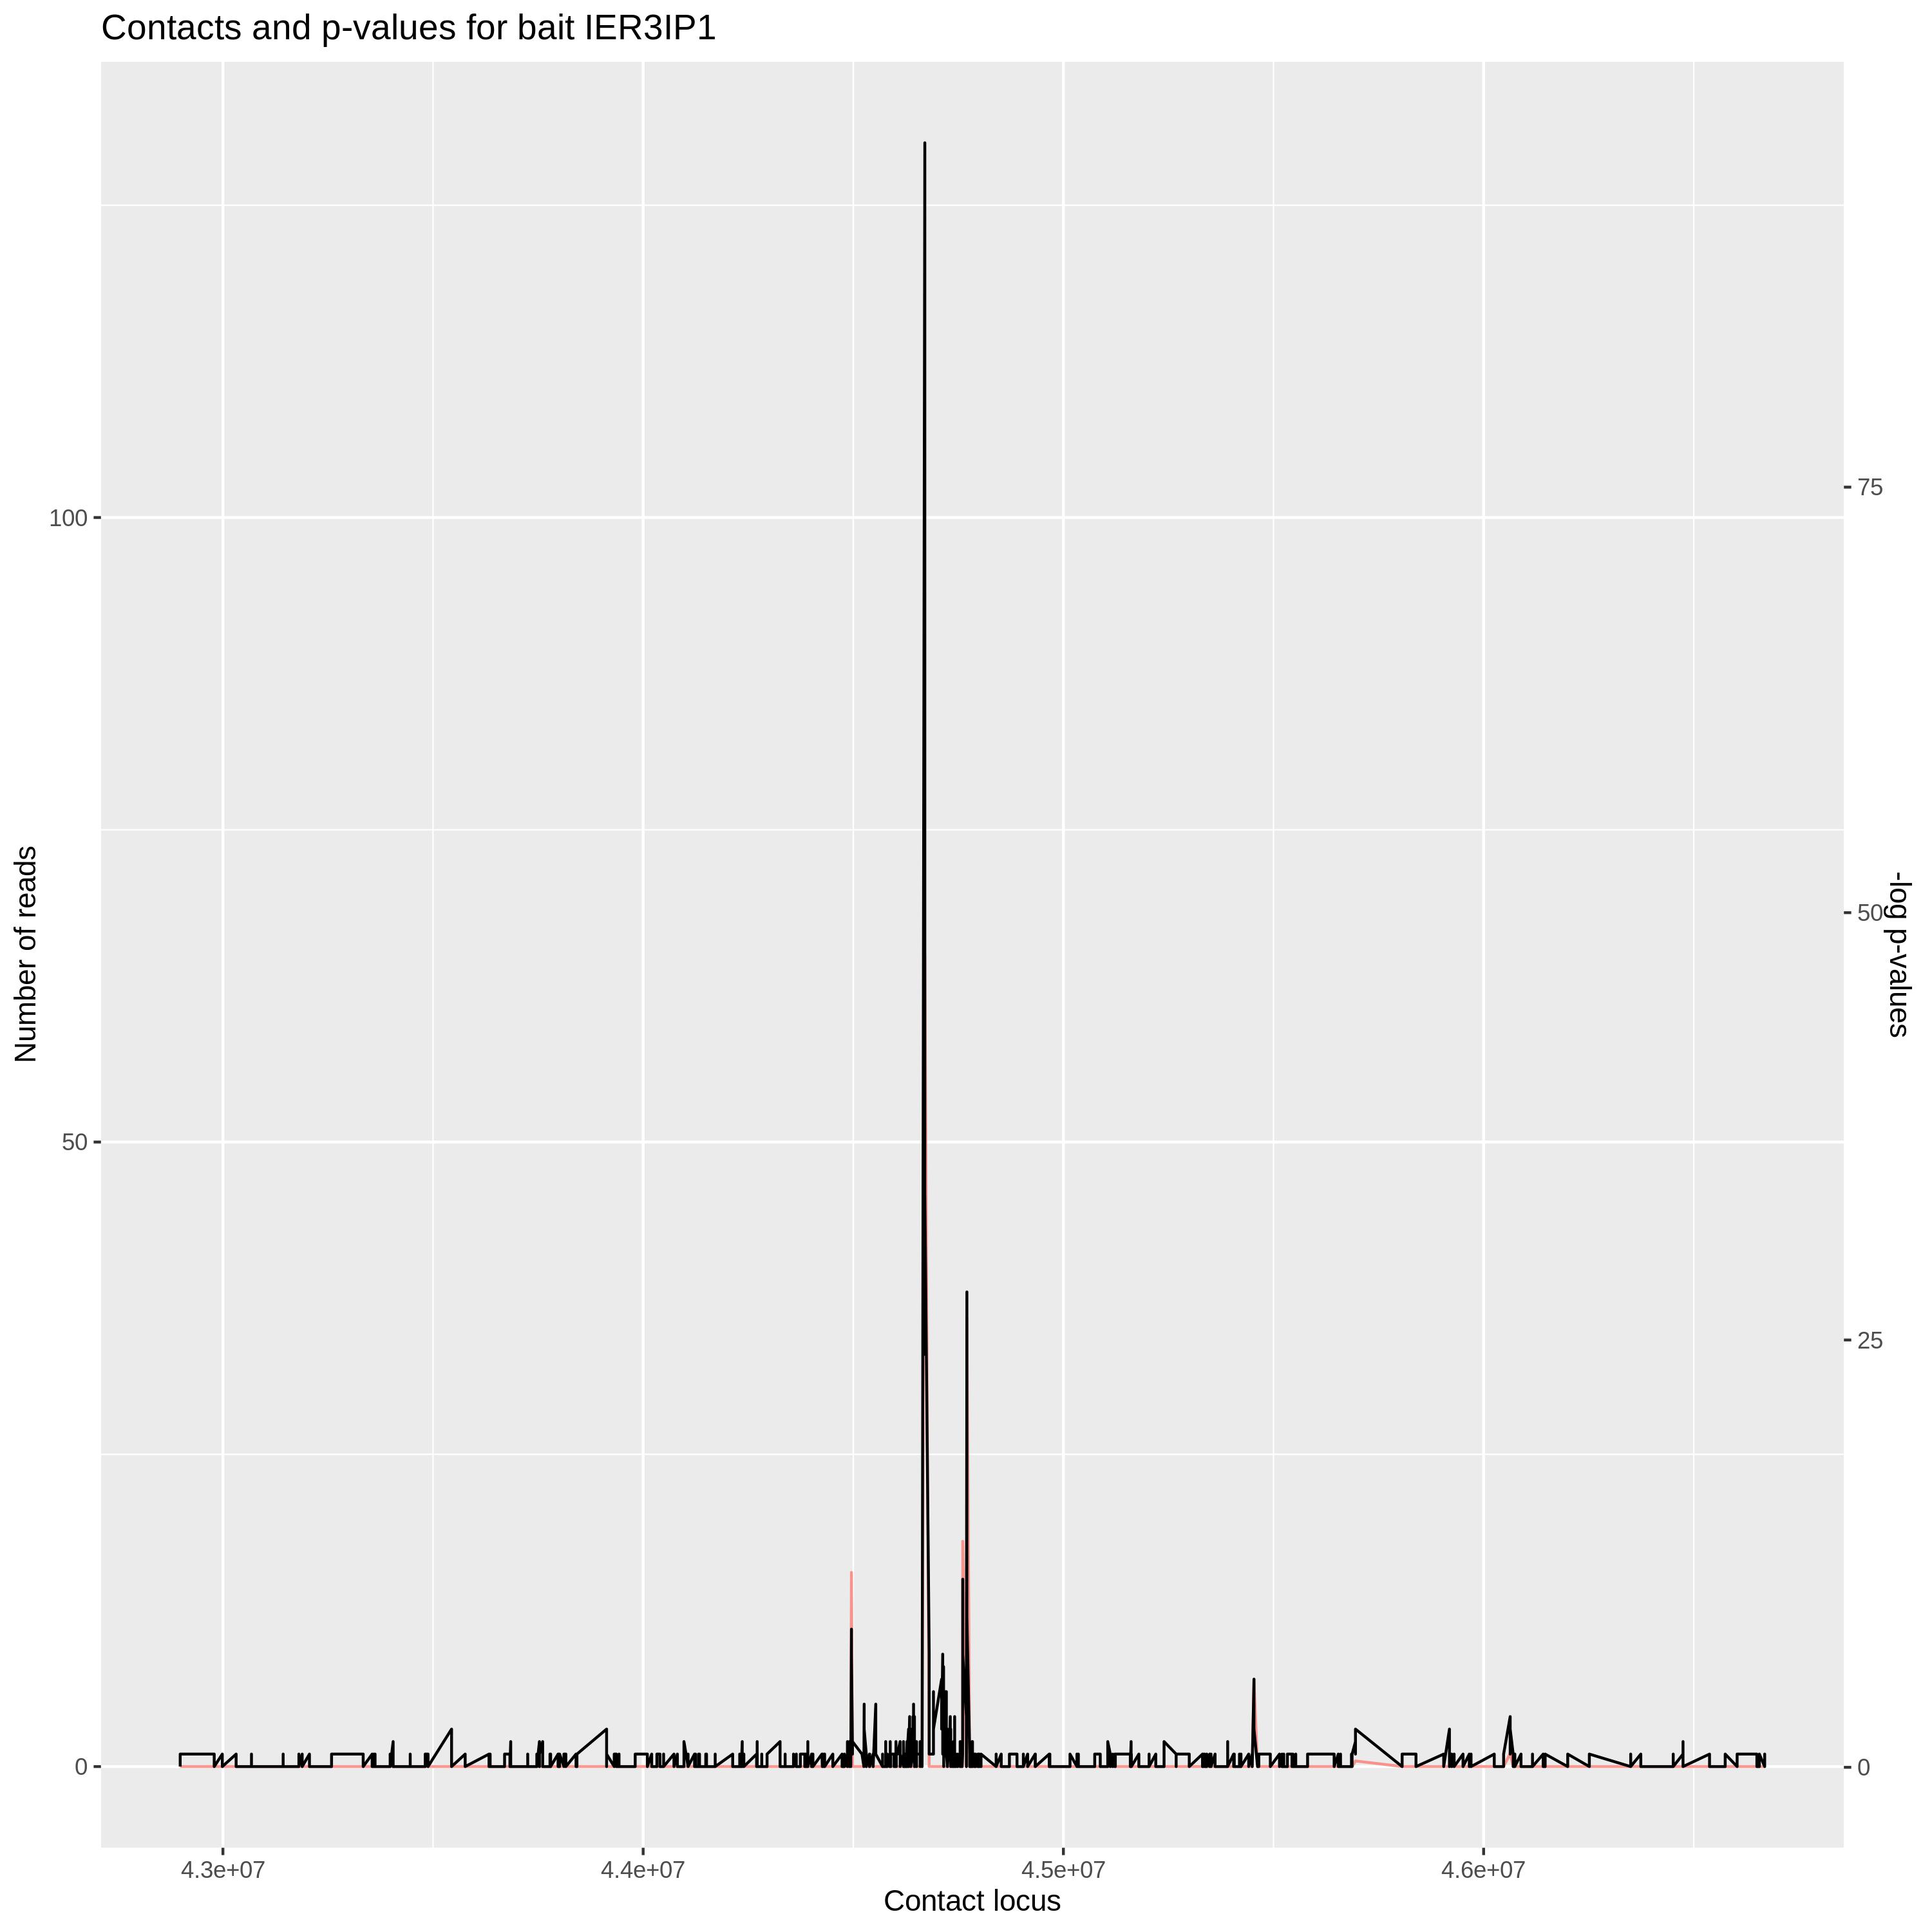 Contacts and p-values for bait IER3IP1
Number of reads
100
50
0
75
50
25
0
-log p-values
4.3e+07
4.4e+07
4.5e+07
4.6e+07
Contact locus